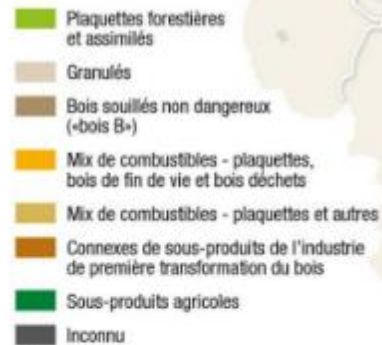 Plaquettes forestières
et assimilés
Granulés
Bois souillés non dangereux
(«bois B»)
Mix de combustibles - plaquettes,
bois de fin de vie et bois déchets
Mix de combustibles - plaquettes et autres
Connexes de sous-produits de l'industrie
de première transformation du bois
Sous-produits agricoles
Inconnu